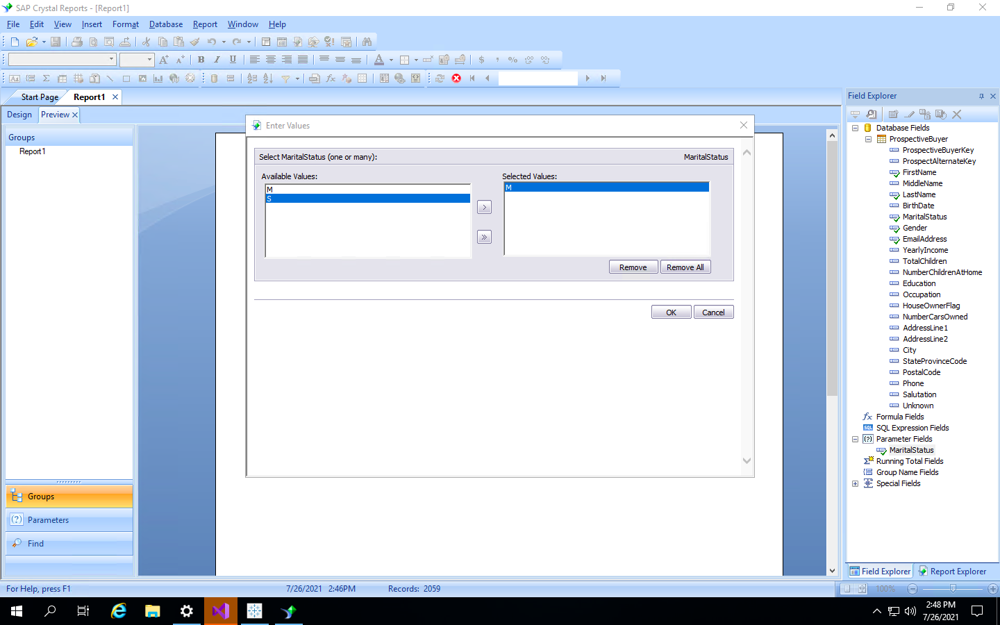 SAP Crystal Reports - [Report1]
File Edit View Insert Format Database Report Window Help
B I U
$ %
Start Page Report1
Design Preview
Groups
Report1
Groups
Parameters
Find
Enter Values
Select MaritalStatus (one or many): MaritalStatus
Available Values: Selected Values:
M
S
M
Remove Remove All
OK Cancel
Field Explorer
Database Fields
ProspectiveBuyer
ProspectiveBuyerKey
ProspectAlternateKey
FirstName
MiddleName
LastName
BirthDate
MaritalStatus
Gender
EmailAddress
YearlyIncome
TotalChildren
NumberChildrenAtHome
Education
Occupation
HouseOwnerFlag
NumberCarsOwned
AddressLine1
AddressLine2
City
StateProvinceCode
PostalCode
Phone
Salutation
Unknown
Formula Fields
SQL Expression Fields
Parameter Fields
MaritalStatus
Running Total Fields
Group Name Fields
Special Fields
Field Explorer Report Explorer
For Help, press F1 7/26/2021 2:46PM Records: 2059 100%
2:48 PM
7/26/2021